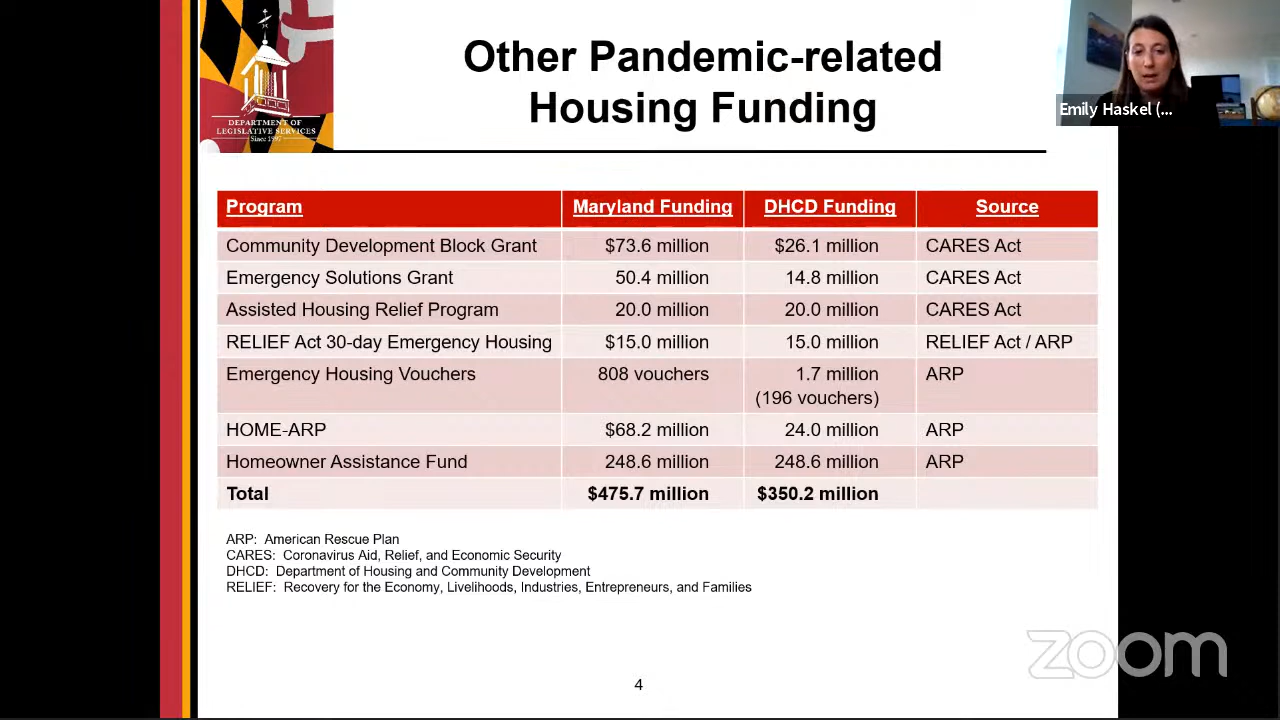 Other Pandemic-related
Housing Funding
DEPARTMENT OF
LEGISLATIVE SERVICES
Since 1997
Emily Haskel (...
Program Maryland Funding DHCD Funding Source
Community Development Block Grant $73.6 million $26.1 million CARES Act
Emergency Solutions Grant 50.4 million 14.8 million CARES Act
Assisted Housing Relief Program 20.0 million 20.0 million CARES Act
RELIEF Act 30-day Emergency Housing $15.0 million 15.0 million RELIEF Act / ARP
Emergency Housing Vouchers 808 vouchers 1.7 million ARP
(196 vouchers)
HOME-ARP $68.2 million 24.0 million ARP
Homeowner Assistance Fund 248.6 million 248.6 million ARP
Total $475.7 million $350.2 million
ARP: American Rescue Plan
CARES: Coronavirus Aid, Relief, and Economic Security
DHCD: Department of Housing and Community Development
RELIEF: Recovery for the Economy, Livelihoods, Industries, Entrepreneurs, and Families
zoom
4